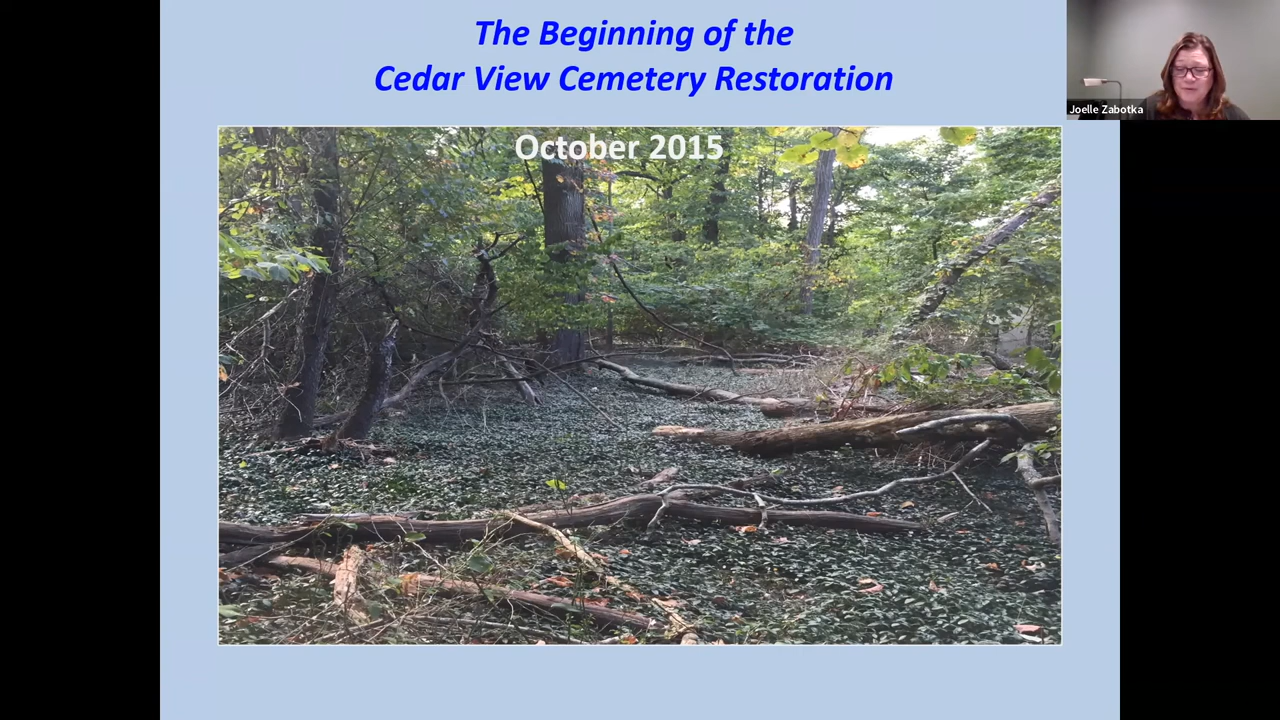 The Beginning of the
Cedar View Cemetery Restoration
October 2015
Joelle Zabotka